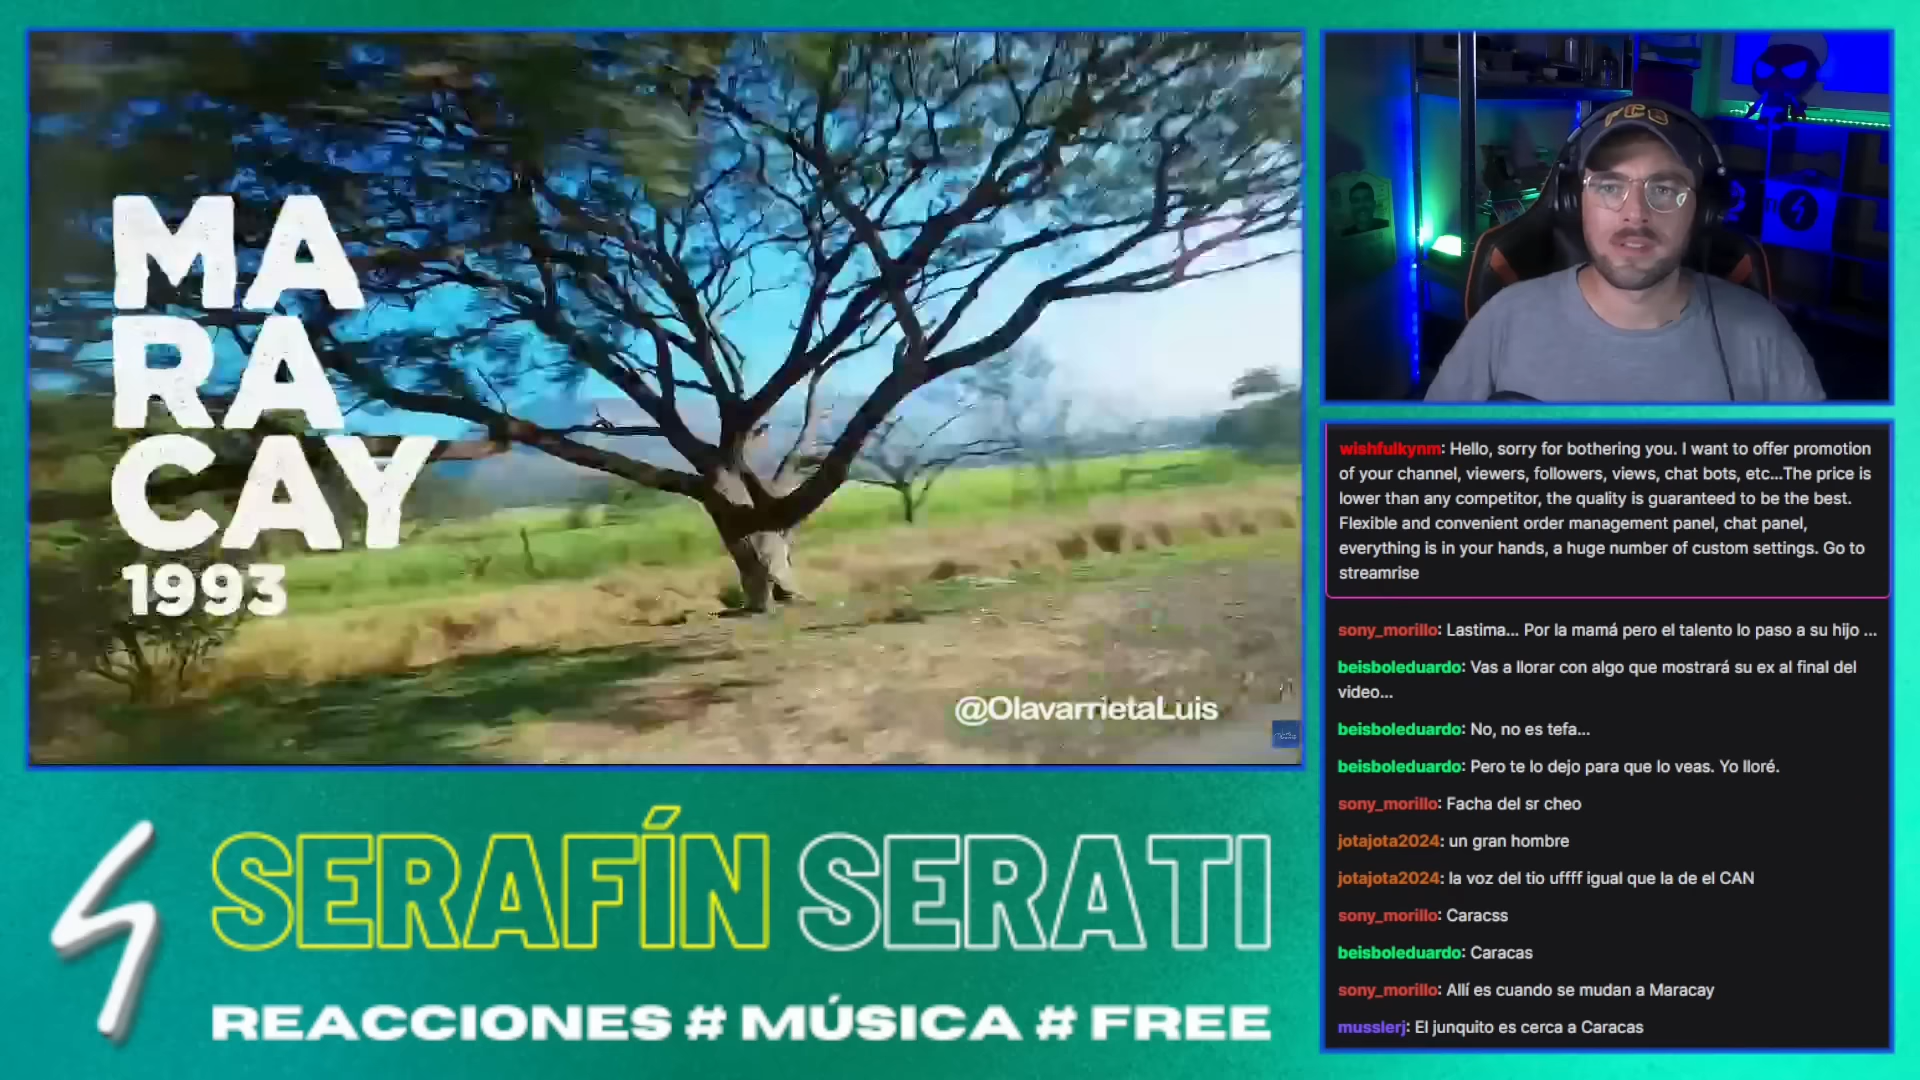 MA
RA
CAY
1993
@OlavarrietaLuis
SERAFÍN SERATI
REACCIONES # MÚSICA # FREE
wishfulkynm: Hello, sorry for bothering you. I want to offer promotion
of your channel, viewers, followers, views, chat bots, etc...The price is
lower than any competitor, the quality is guaranteed to be the best.
Flexible and convenient order management panel, chat panel,
everything is in your hands, a huge number of custom settings. Go to
streamrise
sony_morillo: Lastima... Por la mamá pero el talento lo paso a su hijo ...
beisboleduardo: Vas a llorar con algo que mostrará su ex al final del
video...
beisboleduardo: No, no es tefa...
beisboleduardo: Pero te lo dejo para que lo veas. Yo lloré.
sony_morillo: Facha del sr cheo
jotajota2024: un gran hombre
jotajota2024: la voz del tio uffff igual que la de el CAN
sony_morillo: Caracss
beisboleduardo: Caracas
sony_morillo: Allí es cuando se mudan a Maracay
musslerj: El junquito es cerca a Caracas